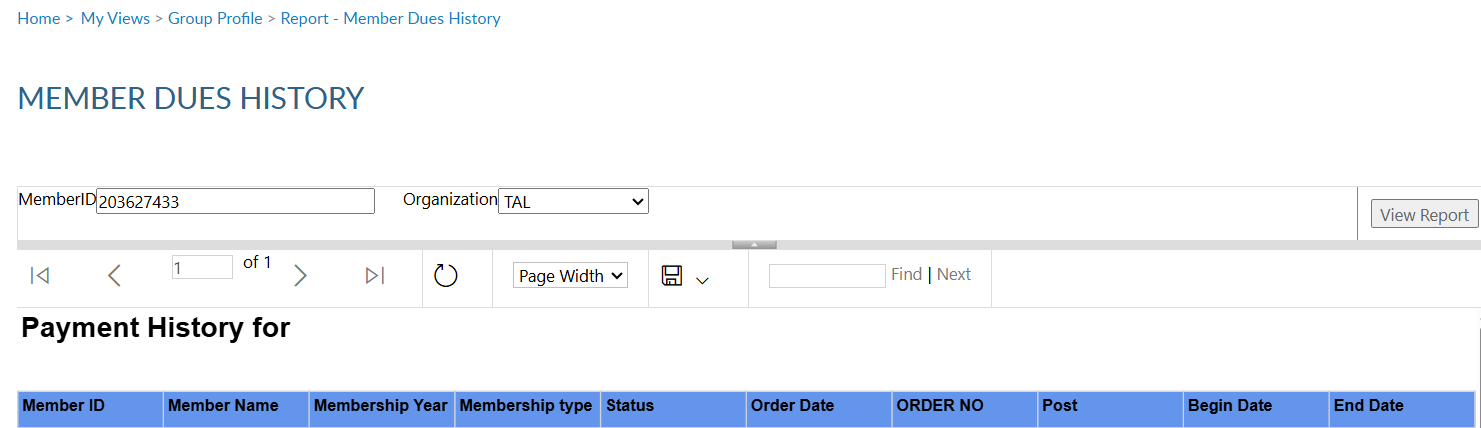 Home > My Views > Group Profile > Report - Member Dues History
MEMBER DUES HISTORY
MemberID 203627433 Organization TAL View Report
1 of 1 Page Width Find | Next
Payment History for
Member ID Member Name Membership Year Membership type Status Order Date ORDER NO Post Begin Date End Date